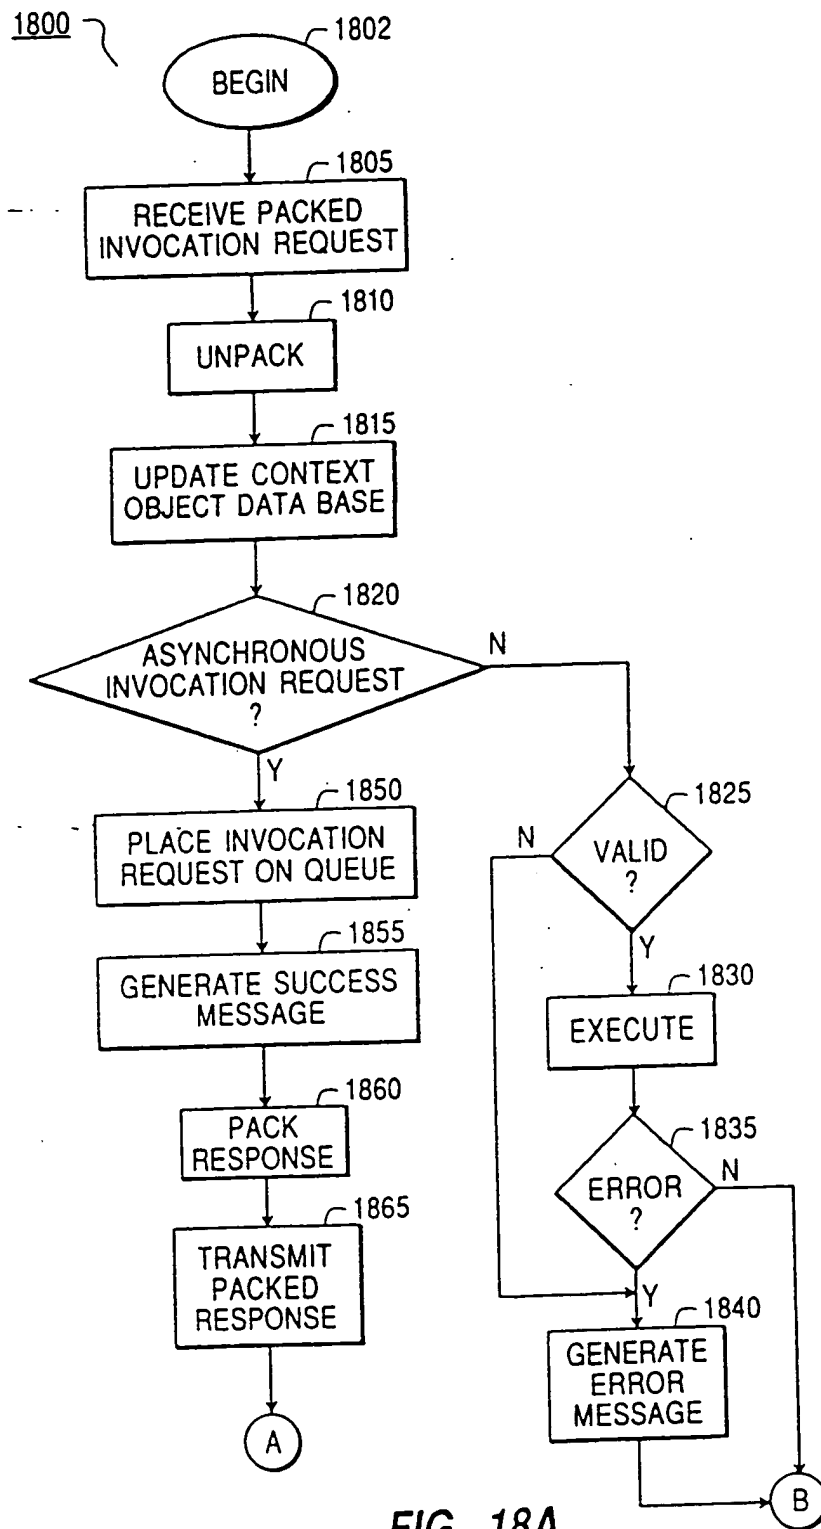 1800
1802
BEGIN
1805
RECEIVE PACKED
INVOCATION REQUEST
1810
UNPACK
1815
UPDATE CONTEXT
OBJECT DATA BASE
1820
ASYNCHRONOUS
INVOCATION REQUEST
?
N
Y
1825
VALID
?
N
Y
1850
PLACE INVOCATION
REQUEST ON QUEUE
1855
GENERATE SUCCESS
MESSAGE
1830
EXECUTE
1860
PACK
RESPONSE
1835
ERROR
?
N
Y
1865
TRANSMIT
PACKED
RESPONSE
1840
GENERATE
ERROR
MESSAGE
A
B
FIG. 18A